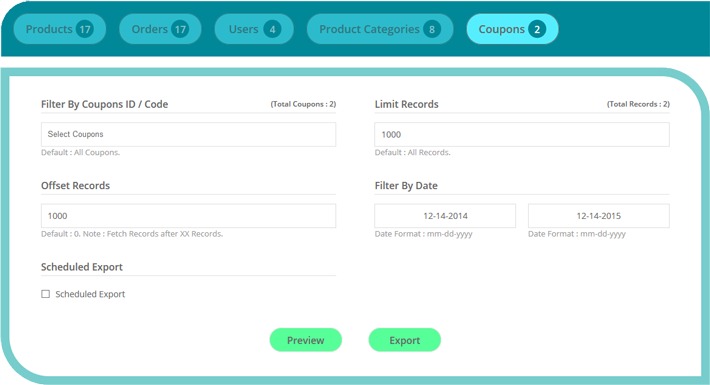 Products 17 Orders 17 Users 4 Product Categories 8 Coupons 2
Filter By Coupons ID / Code (Total Coupons : 2) Limit Records (Total Records : 2)
Select Coupons 1000
Default : All Coupons. Default : All Records.
Offset Records Filter By Date
1000 12-14-2014 12-14-2015
Default : 0. Note : Fetch Records after XX Records. Date Format : mm-dd-yyyy Date Format : mm-dd-yyyy
Scheduled Export
Scheduled Export
Preview Export